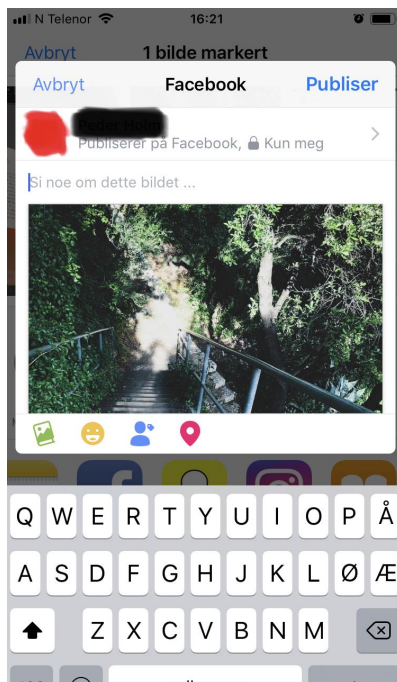 N Telenor 16:21
Avbryt 1 bilde markert
Avbryt Facebook Publiser
Publiserer på Facebook, Kun meg
Si noe om dette bildet ...
Q W E R T Y U I O P Å
A S D F G H J K L Ø Æ
Z X C V B N M